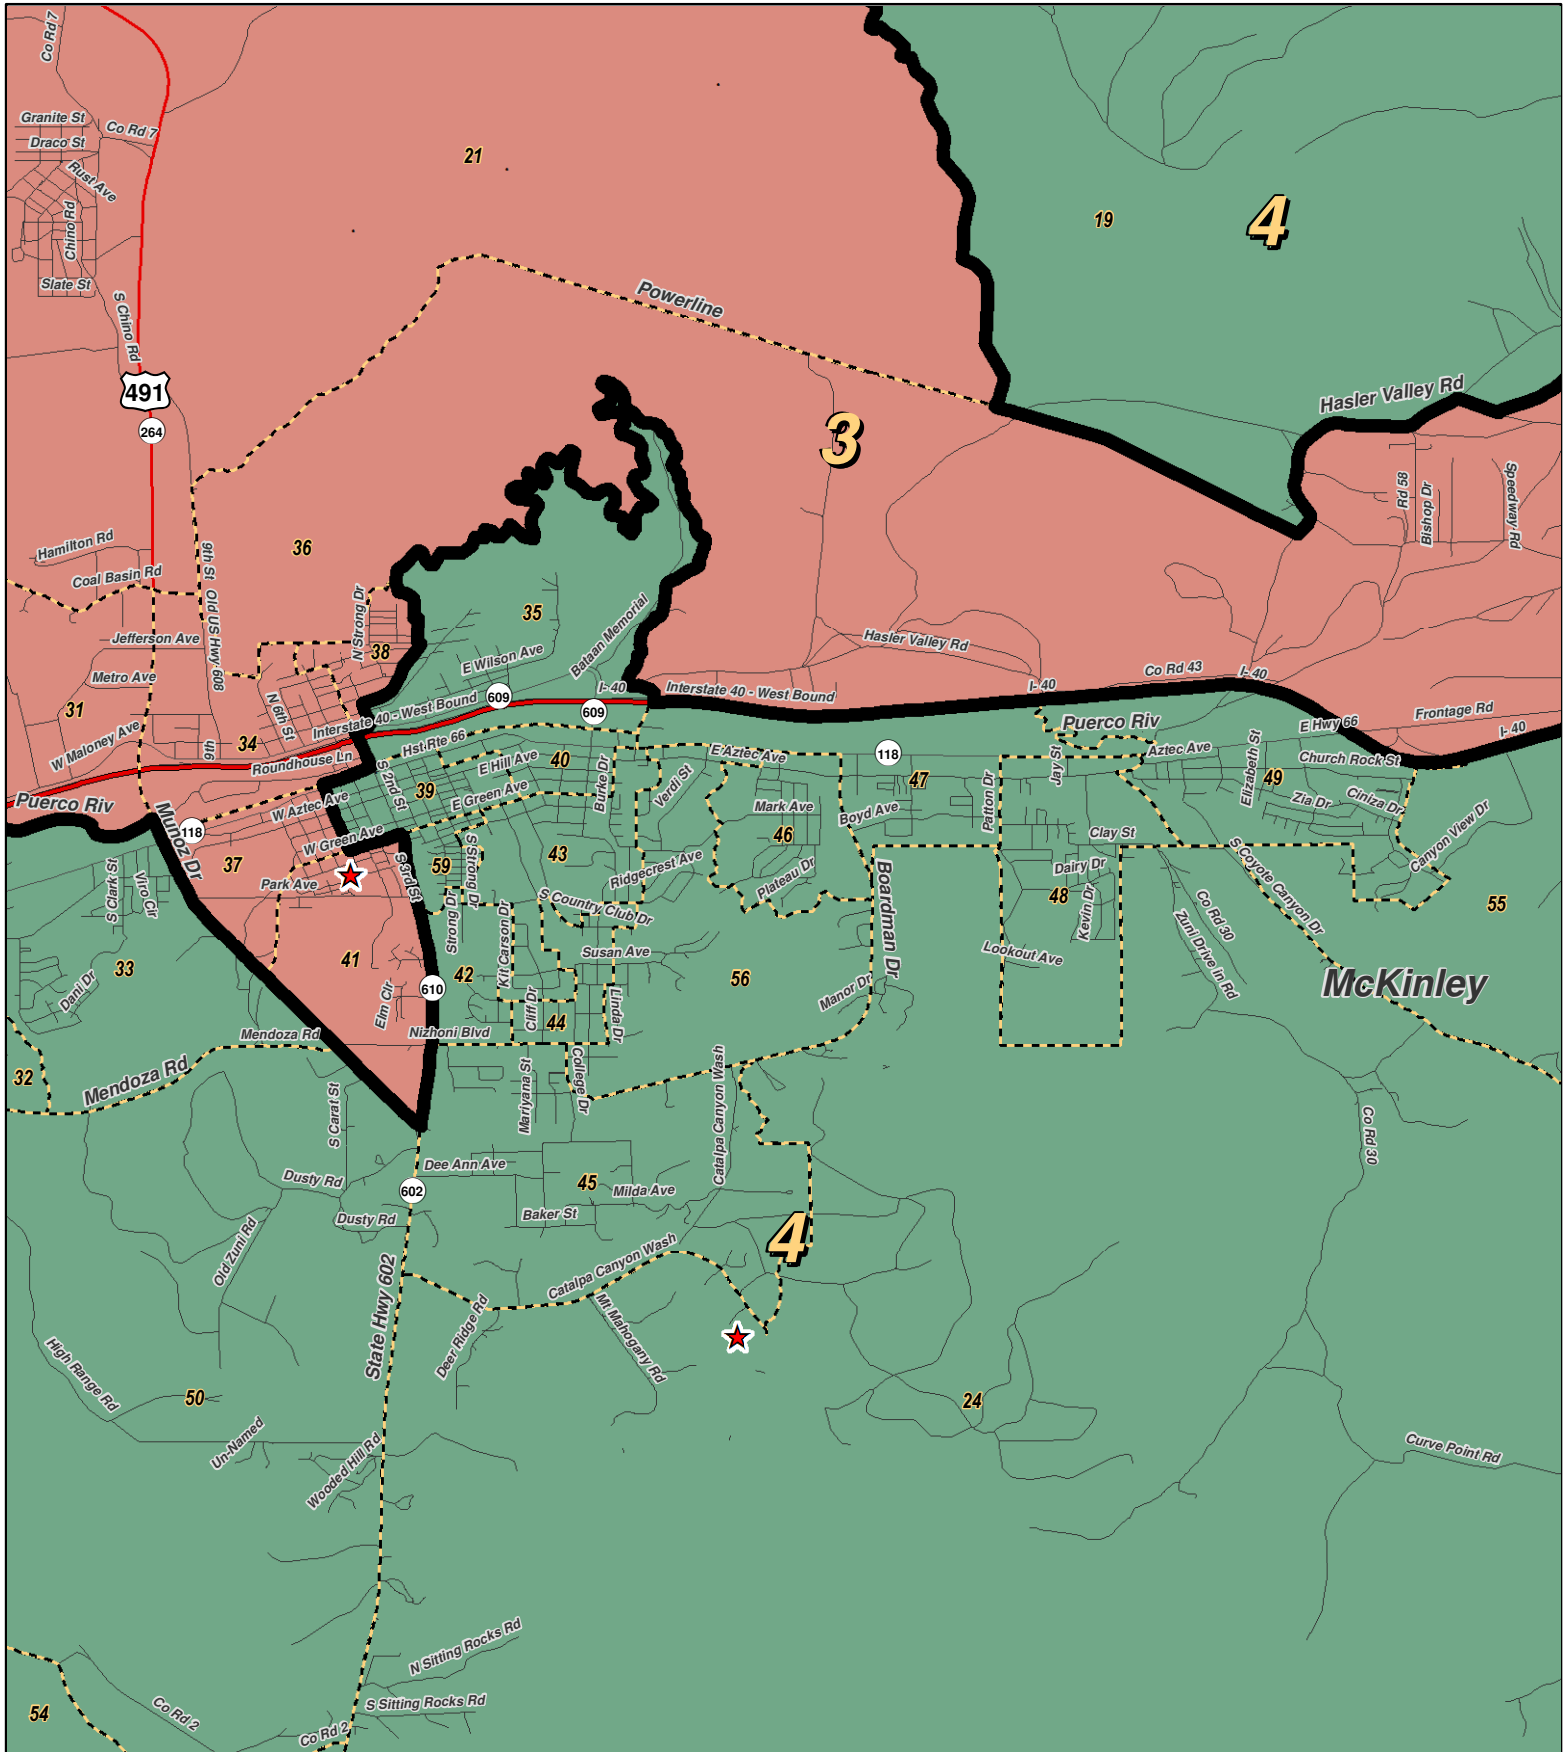 Co Rd 7
Granite St
Co Rd 7
Draco St
21
Rust Ave
19
4
Chino Rd
Slate St
Powerline
S Chino Rd
491
Hasler Valley Rd
264
3
Rd 58
Bishop Dr
Speedway Rd
Hamilton Rd
36
9th St
Coal Basin Rd
Old US Hwy 608
N Strong Dr
35
Bataan Memorial
Jefferson Ave
38
Hasler Valley Rd
E Wilson Ave
Metro Ave
Co Rd 43
I- 40
I- 40
I- 40
Interstate 40 - West Bound
609
609
31
N 6th St
Interstate 40 - West Bound
Puerco Riv
E Hwy 66
Frontage Rd
I- 40
W Maloney Ave
34
9th
Hst Rte 66
E Aztec Ave
118
Aztec Ave
Roundhouse Ln
40
E Hill Ave
Jay St
Elizabeth St
Church Rock St
S 2nd St
39
Burke Dr
Verdi St
47
Patton Dr
49
Puerco Riv
W Aztec Ave
E Green Ave
Mark Ave
Boyd Ave
Zia Dr
Ciniza Dr
Munoz Dr
118
W Green Ave
46
Clay St
Canyon View Dr
37
S 3rd St
59
S Strong Dr
43
Ridgecrest Ave
Plateau Dr
Boardman Dr
Dairy Dr
S Coyote Canyon Dr
Park Ave
S Clark St
Viro Cir
48
Kevin Dr
Co Rd 30
55
S Country Club Dr
Strong Dr
Kit Carson Dr
Zuni Drive In Rd
41
Susan Ave
Lookout Ave
33
42
56
McKinley
Dani Dr
610
Manor Dr
Elm Cir
Cliff Dr
Linda Dr
44
Mendoza Rd
Nizhoni Blvd
32
Mendoza Rd
Mariyana St
College Dr
Catalpa Canyon Wash
S Carat St
Co Rd 30
Dee Ann Ave
Dusty Rd
45
602
Milda Ave
Dusty Rd
Baker St
4
Old Zuni Rd
Catalpa Canyon Wash
State Hwy 602
Deer Ridge Rd
Mt Mahogany Rd
High Range Rd
50
24
Un-Named
Wooded Hill Rd
Curve Point Rd
N Sitting Rocks Rd
S Sitting Rocks Rd
54
Co Rd 2
Co Rd 2